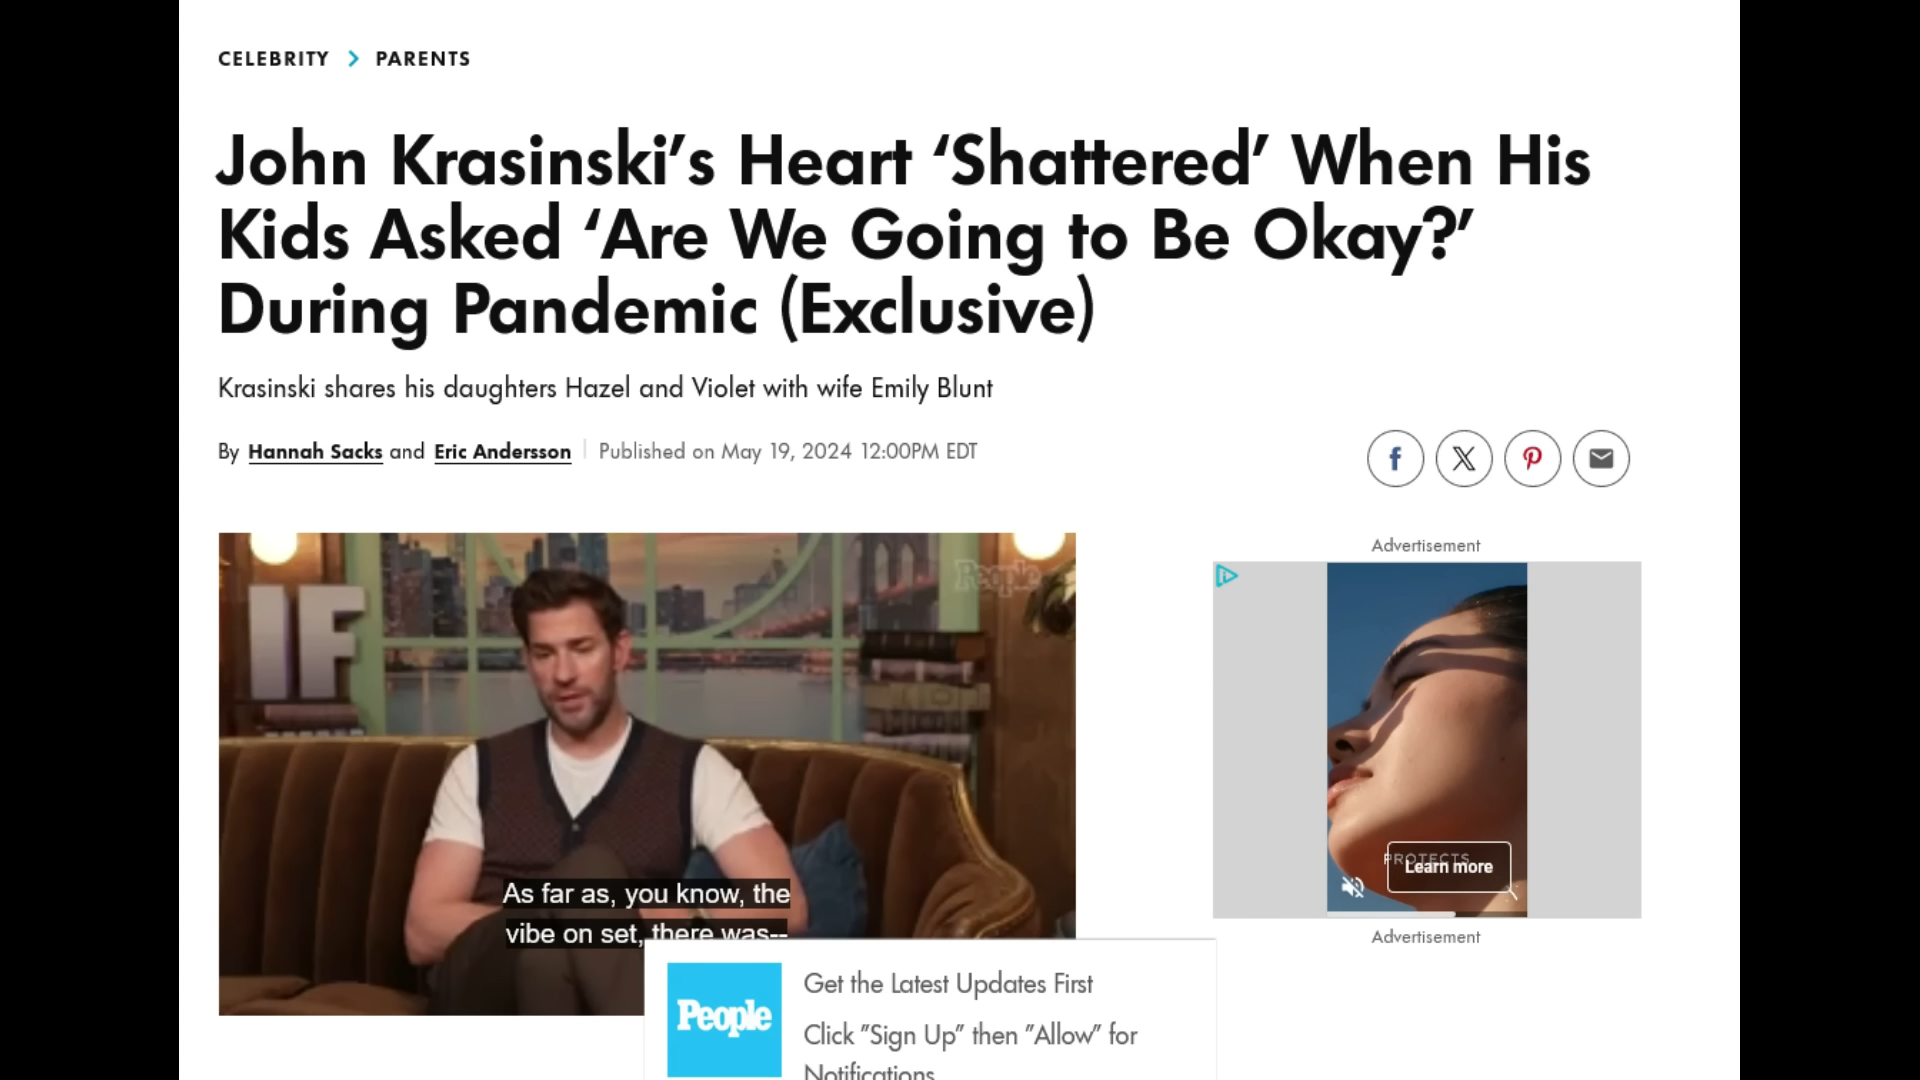 CELEBRITY > PARENTS
John Krasinski’s Heart ‘Shattered’ When His
Kids Asked ‘Are We Going to Be Okay?’
During Pandemic (Exclusive)
Krasinski shares his daughters Hazel and Violet with wife Emily Blunt
By Hannah Sacks and Eric Andersson | Published on May 19, 2024 12:00PM EDT
Advertisement
IF
People
As far as, you know, the
vibe on set, there was--
PROTECTS
Learn more
Advertisement
People
Get the Latest Updates First
Click "Sign Up" then "Allow" for
Notifications